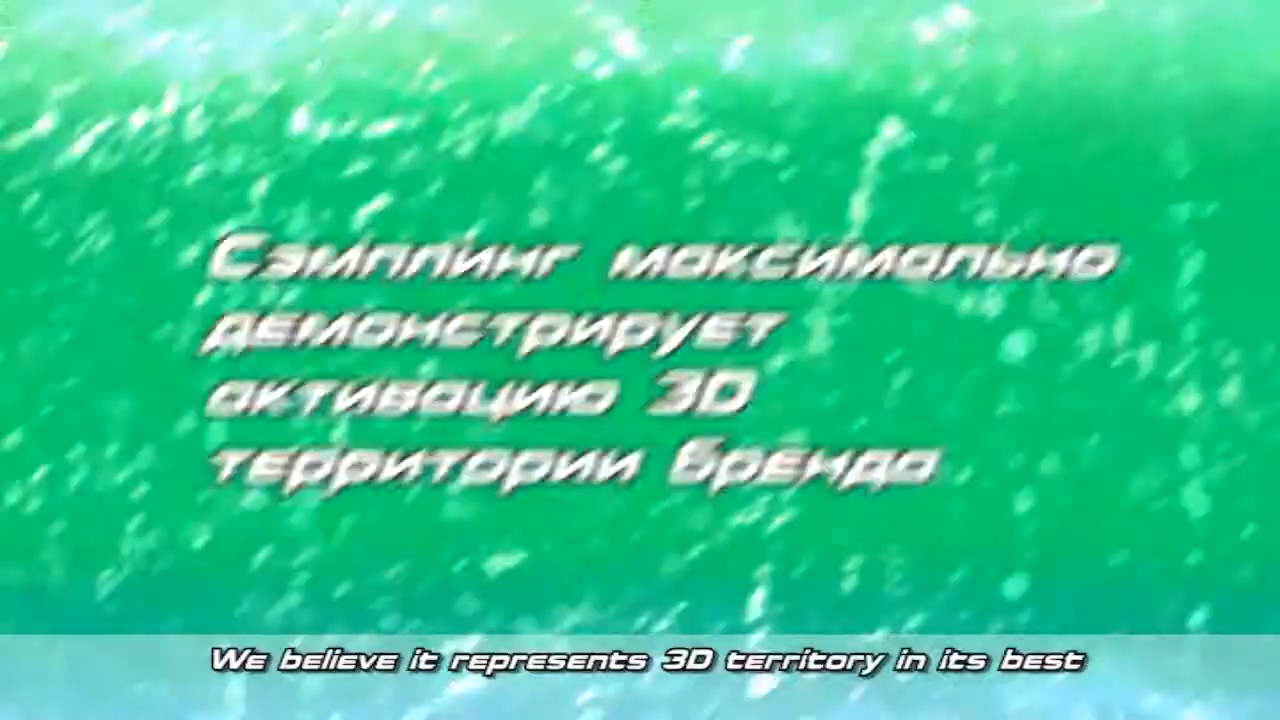 Сэмплинг максимально
демонстрирует
активацию 3D
территории бренда
We believe it represents 3D territory in its best